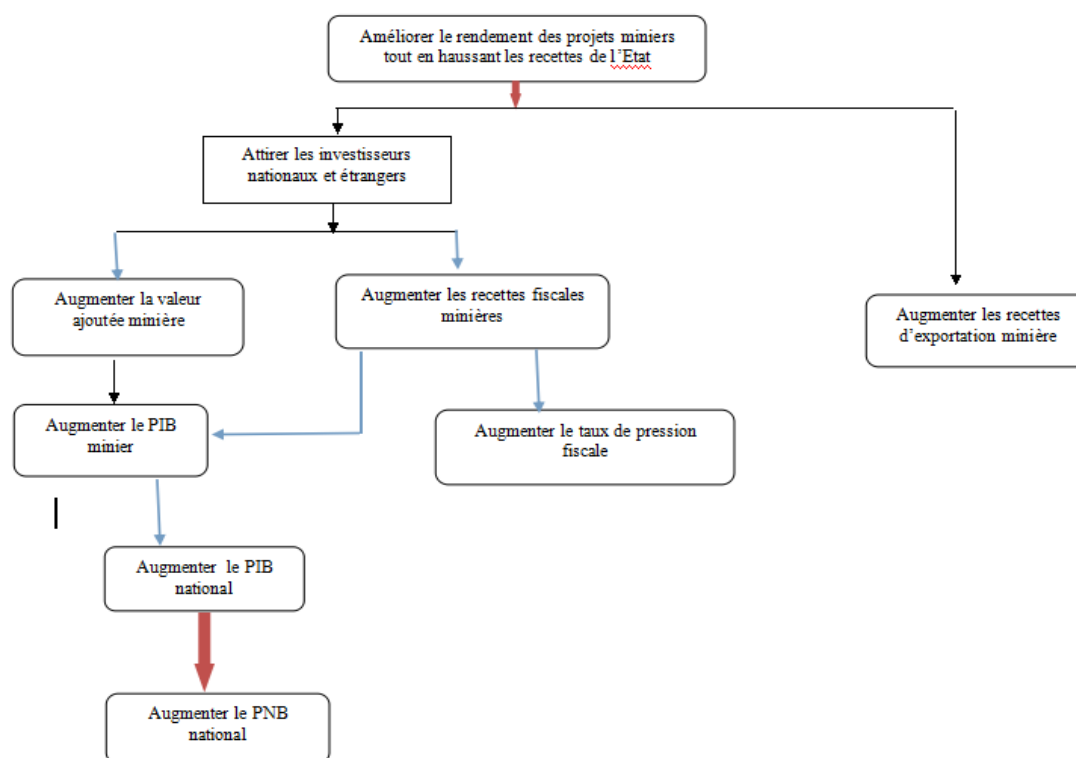 Améliorer le rendement des projets miniers
tout en haussant les recettes de l’Etat
Attirer les investisseurs
nationaux et étrangers
Augmenter la valeur
ajoutée minière
Augmenter les recettes fiscales
minières
Augmenter les recettes
d’exportation minière
Augmenter le PIB
minier
Augmenter le taux de pression
fiscale
Augmenter le PIB
national
Augmenter le PNB
national